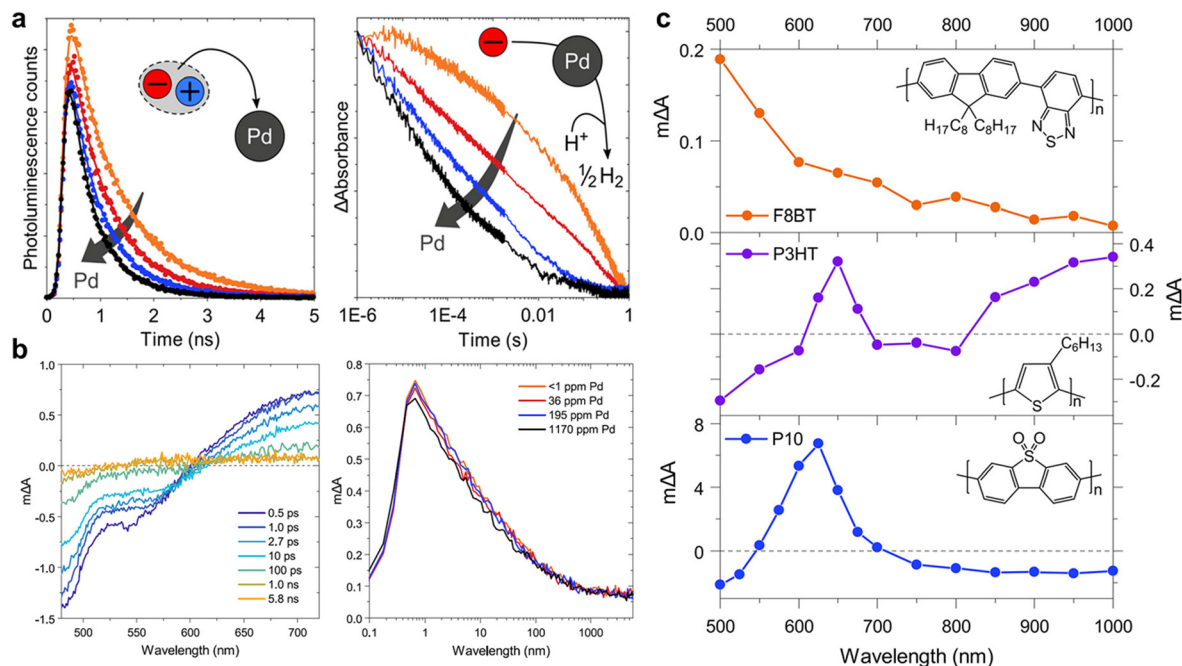 a
Photoluminescence counts
Pd
Pd
0
1
2
3
4
5
Time (ns)
ΔAbsorbance
Pd
H+
½ H2
Pd
1E-6
1E-4
0.01
1
Time (s)
b
mΔA
1.0
0.5
0.0
-0.5
-1.0
-1.5
0.5 ps
1.0 ps
2.7 ps
10 ps
100 ps
1.0 ns
5.8 ns
500
550
600
650
700
Wavelength (nm)
mΔA
0.9
0.8
0.7
0.6
0.5
0.4
0.3
0.2
0.1
0.0
<1 ppm Pd
36 ppm Pd
195 ppm Pd
1170 ppm Pd
0.1
1
10
100
1000
Wavelength (nm)
c
500 600 700 800 900 1000
mΔA
0.2
0.1
0.0
n
H17C8 C8H17
N S N
F8BT
P3HT
0.4
0.2
0.0
-0.2
mΔA
C6H13
S
n
mΔA
8
4
0
P10
O O
S
n
500 600 700 800 900 1000
Wavelength (nm)